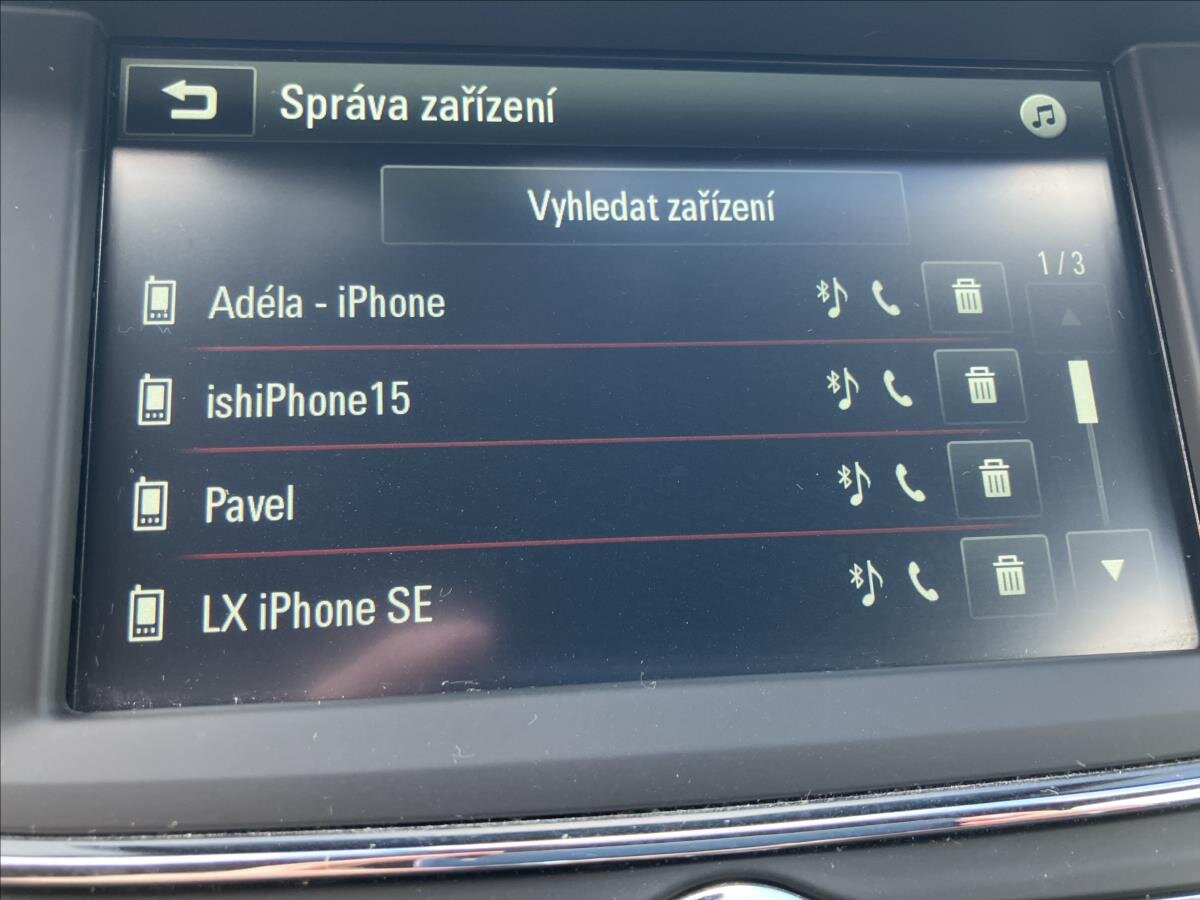 Správa zařízení
Vyhledat zařízení
1 / 3
Adéla - iPhone
ishiPhone15
Pavel
LX iPhone SE